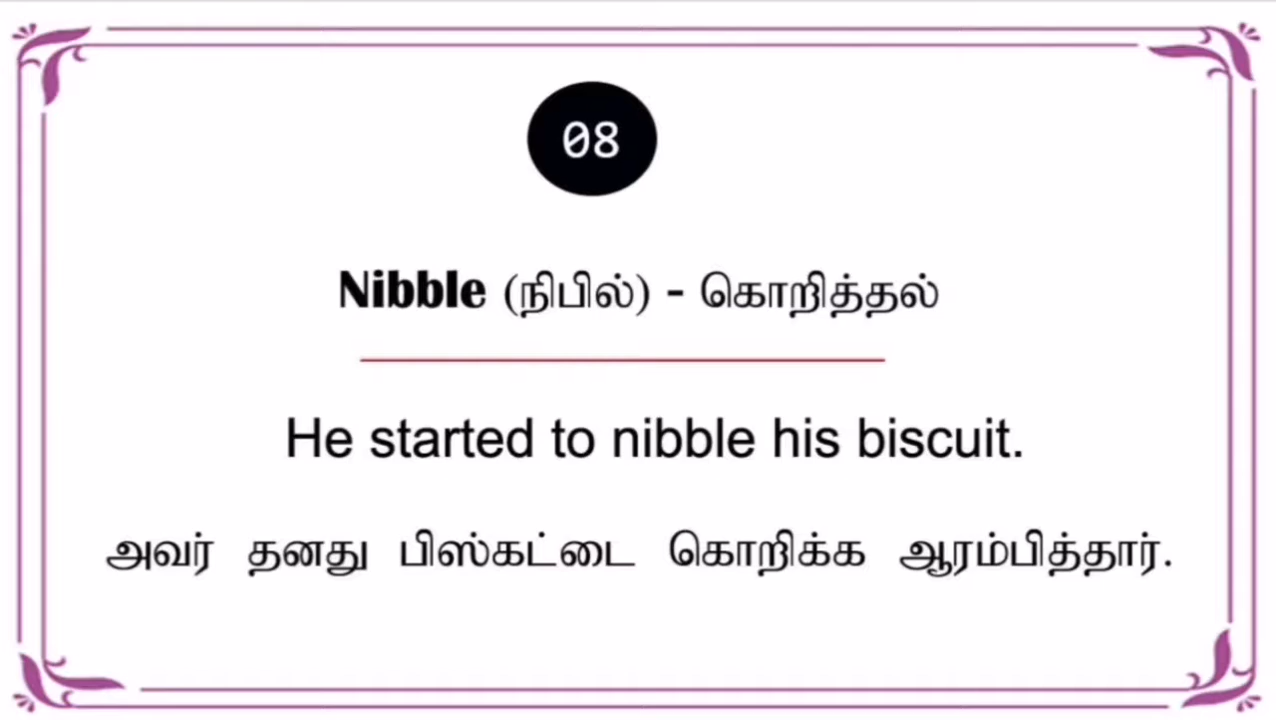 08
Nibble (நிபில்) - கொறித்தல்
He started to nibble his biscuit.
அவர் தனது பிஸ்கட்டை கொறிக்க ஆரம்பித்தார்.